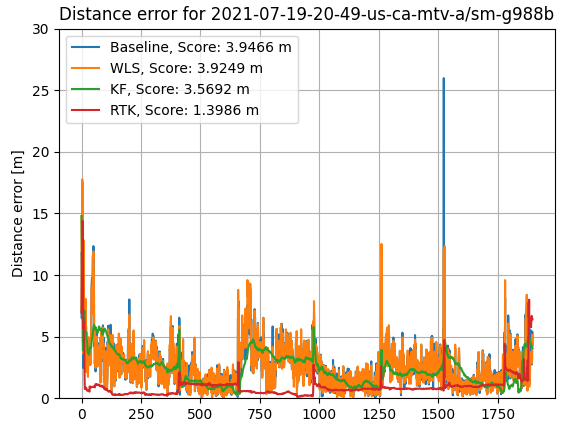 Distance error for 2021-07-19-20-49-us-ca-mtv-a/sm-g988b
Baseline, Score: 3.9466 m
WLS, Score: 3.9249 m
KF, Score: 3.5692 m
RTK, Score: 1.3986 m
Distance error [m]
30
25
20
15
10
5
0
0 250 500 750 1000 1250 1500 1750